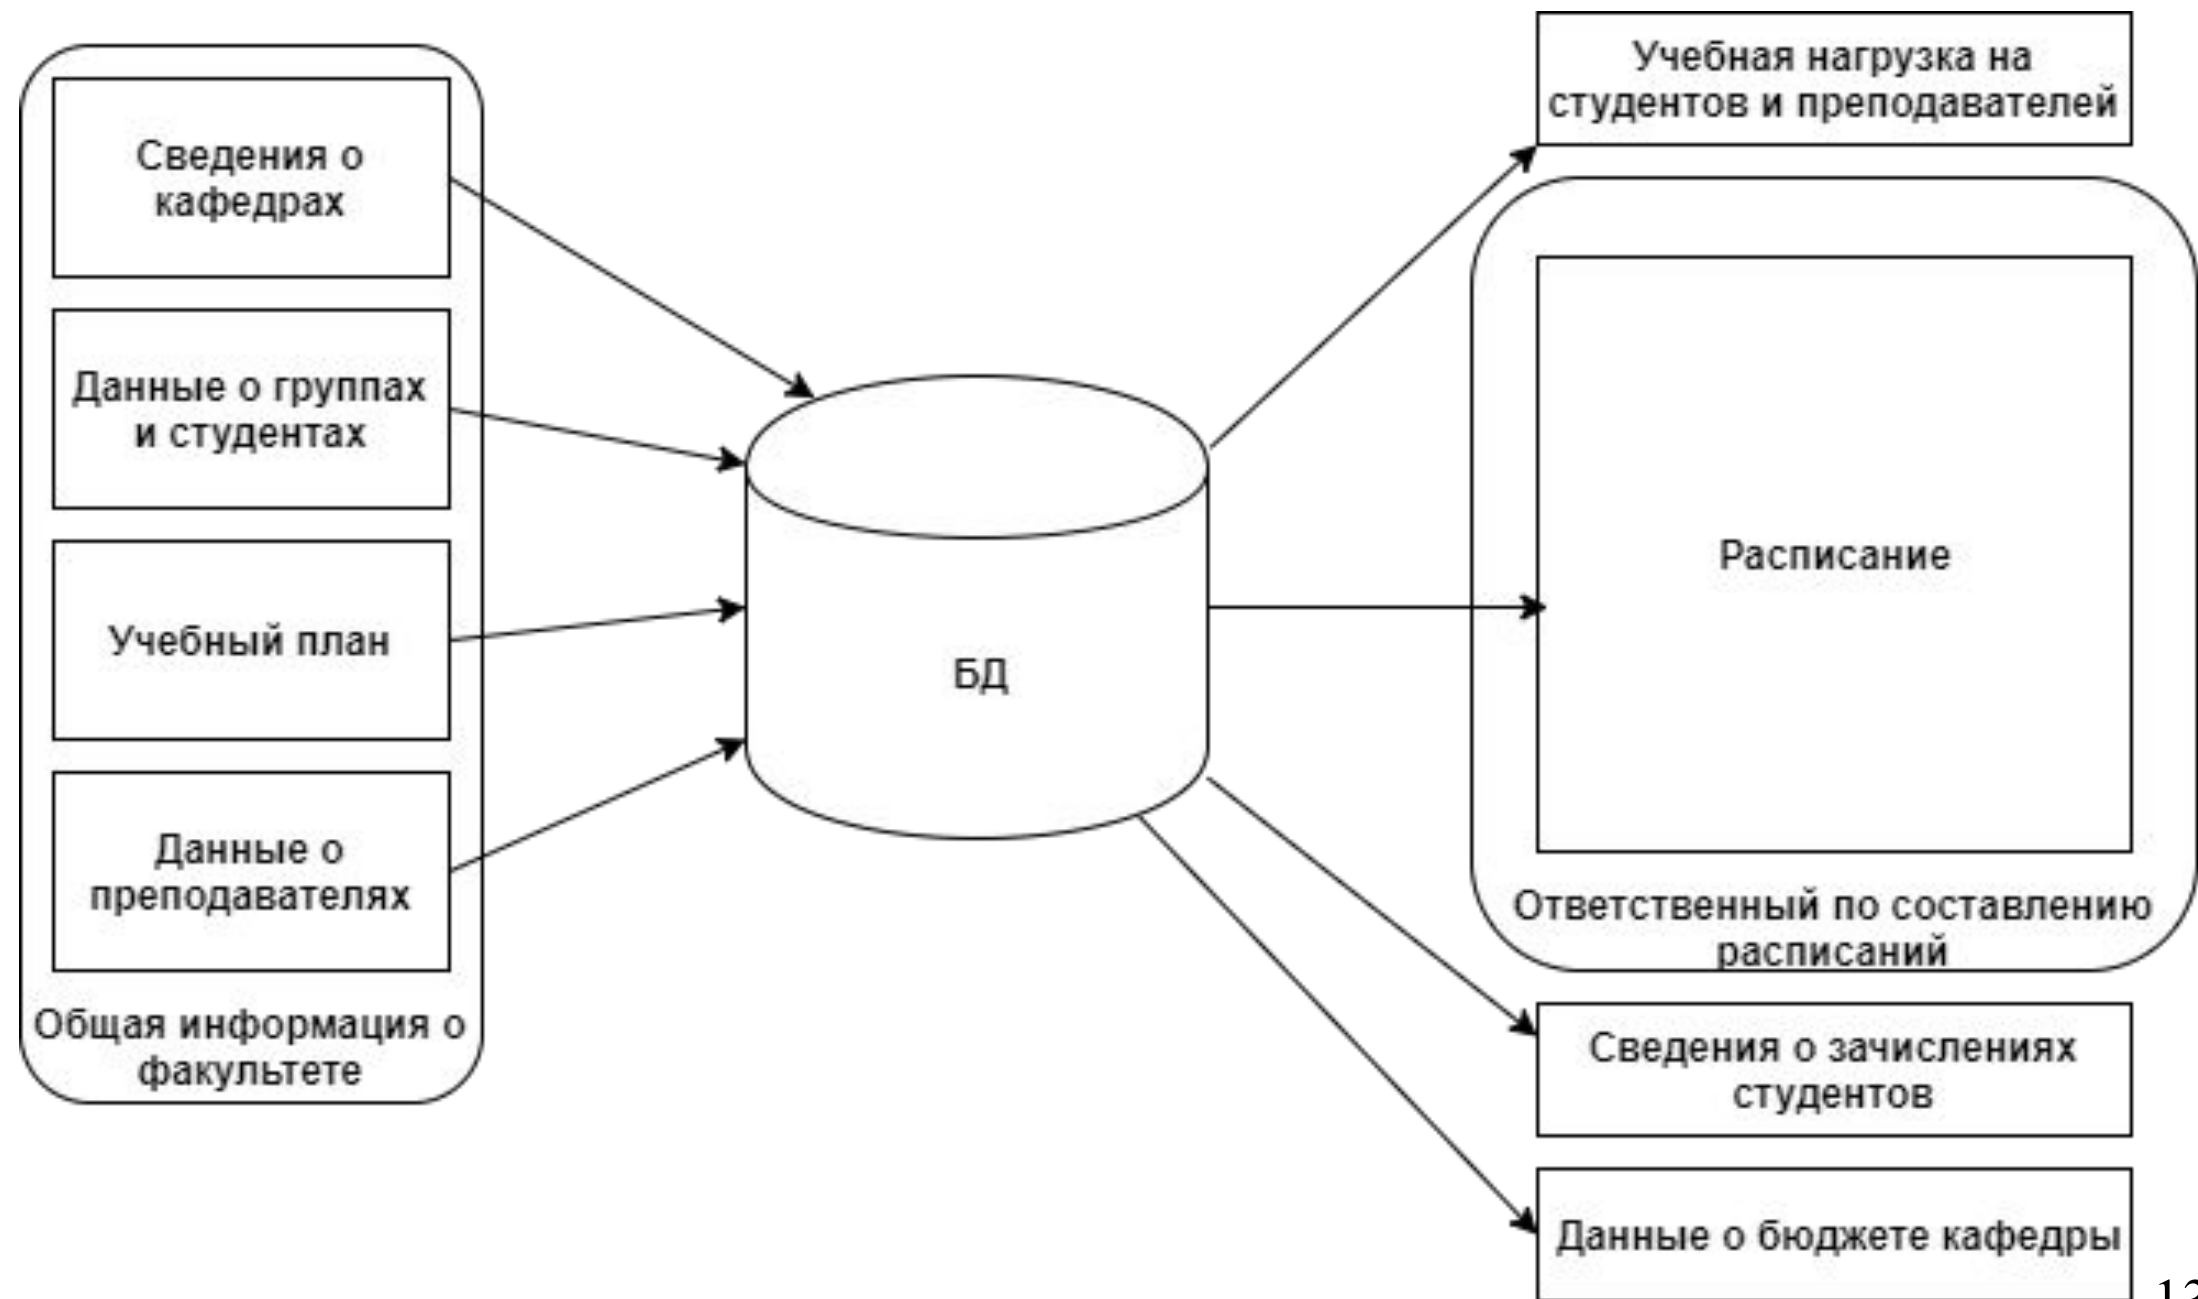 Сведения о
кафедрах
Данные о группах
и студентах
Учебный план
Данные о
преподавателях
Общая информация о
факультете
БД
Учебная нагрузка на
студентов и преподавателей
Расписание
Ответственный по составлению
расписаний
Сведения о зачислениях
студентов
Данные о бюджете кафедры